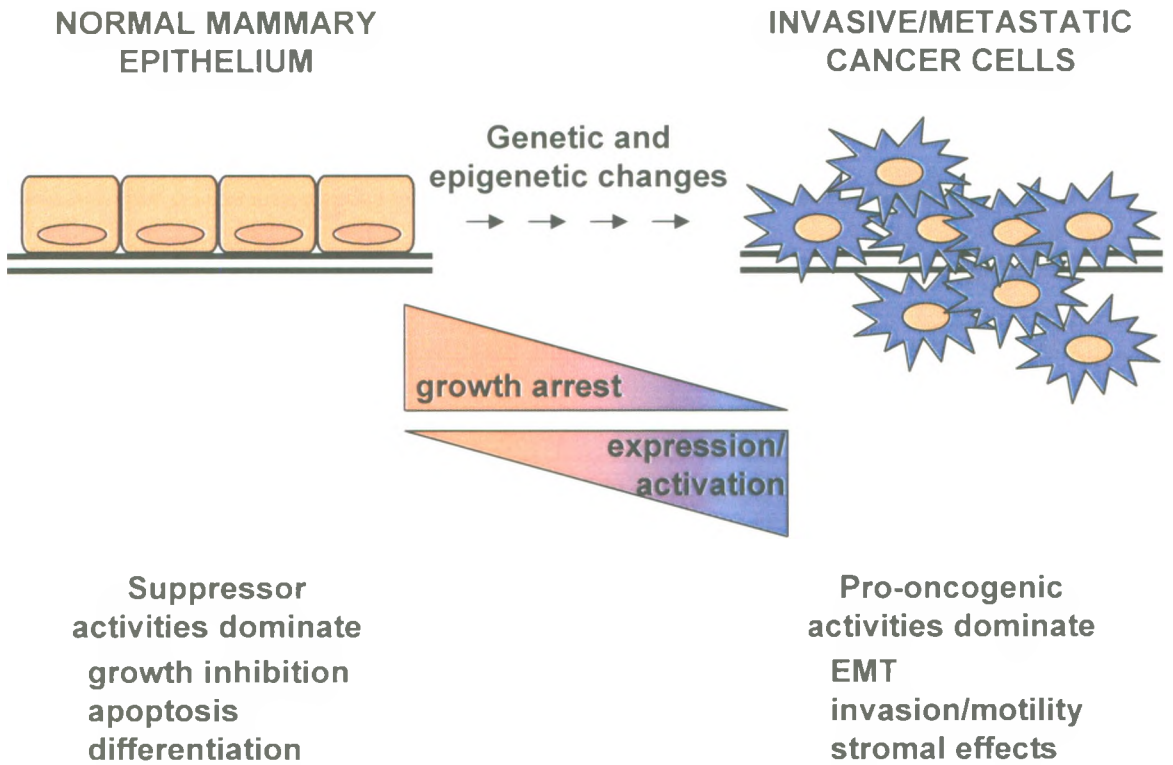 NORMAL MAMMARY
EPITHELIUM
INVASIVE/METASTATIC
CANCER CELLS
Genetic and
epigenetic changes
growth arrest
expression/
activation
Suppressor
activities dominate
growth inhibition
apoptosis
differentiation
Pro-oncogenic
activities dominate
EMT
invasion/motility
stromal effects